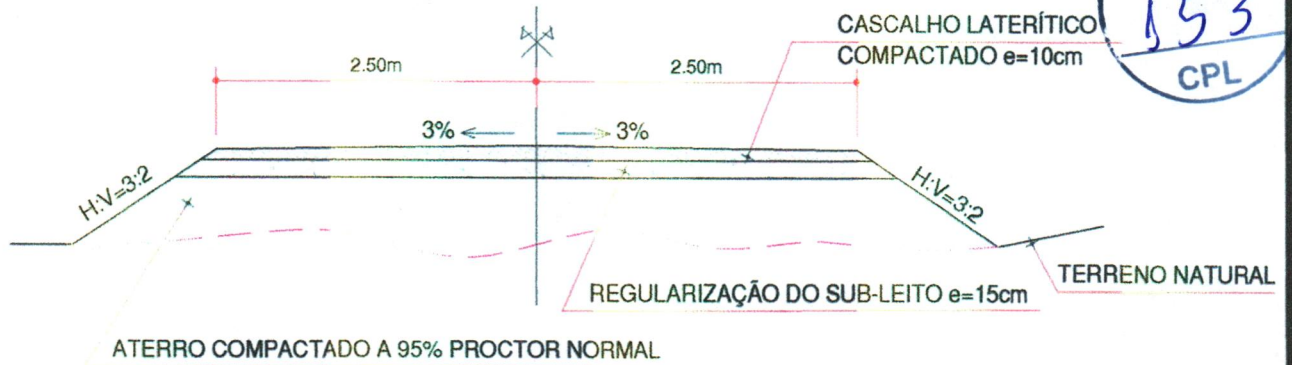 CASCALHO LATERÍTICO
COMPACTADO e=10cm
153
CPL
2.50m
2.50m
3%
3%
H:V=3:2
H:V=3:2
TERRENO NATURAL
REGULARIZAÇÃO DO SUB-LEITO e=15cm
ATERRO COMPACTADO A 95% PROCTOR NORMAL